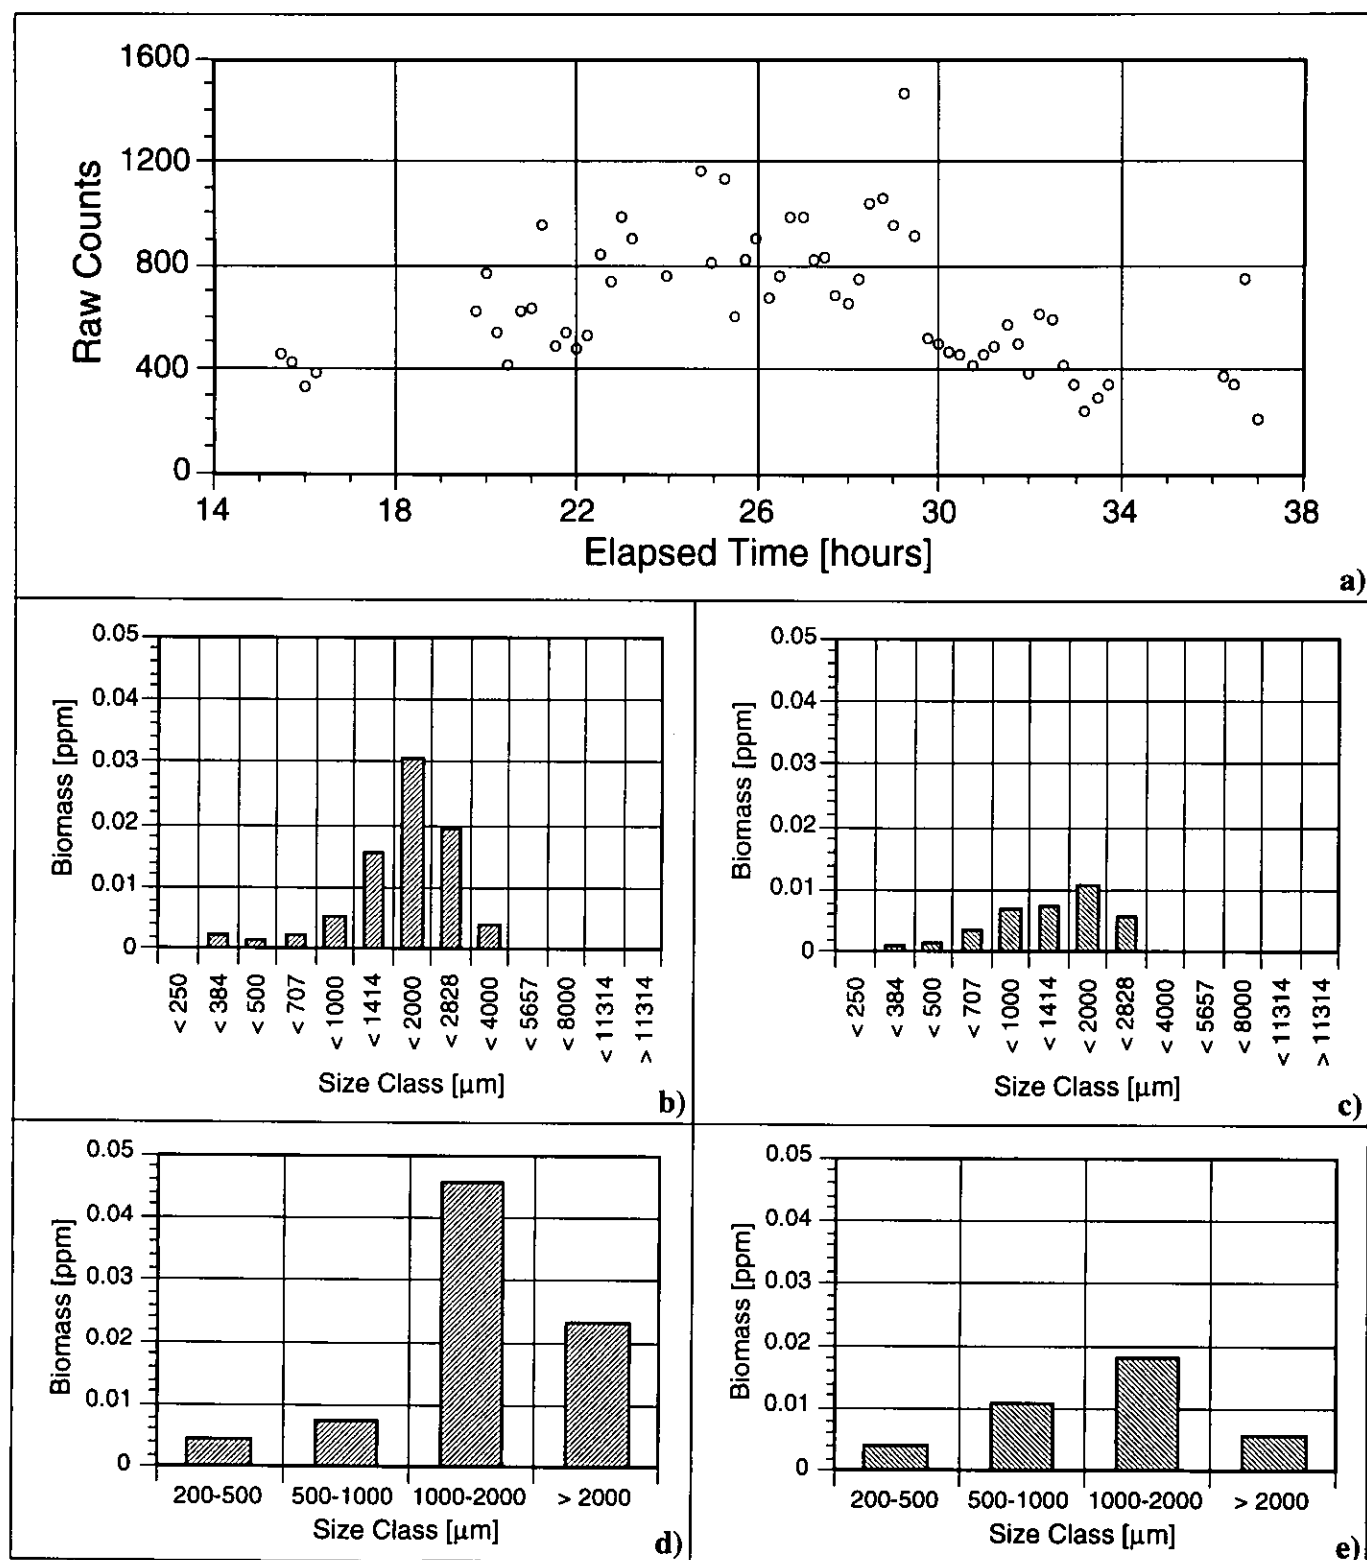 1600
1200
800
400
0
Raw Counts
14 18 22 26 30 34 38
Elapsed Time [hours]
a)
0.05
0.04
0.03
0.02
0.01
0
Biomass [ppm]
< 250 < 384 < 500 < 707 < 1000 < 1414 < 2000 < 2828 < 4000 < 5657 < 8000 < 11314 > 11314
Size Class [μm]
b)
0.05
0.04
0.03
0.02
0.01
0
Biomass [ppm]
< 250 < 384 < 500 < 707 < 1000 < 1414 < 2000 < 2828 < 4000 < 5657 < 8000 < 11314 > 11314
Size Class [μm]
c)
0.05
0.04
0.03
0.02
0.01
0
Biomass [ppm]
200-500 500-1000 1000-2000 > 2000
Size Class [μm]
d)
0.05
0.04
0.03
0.02
0.01
0
Biomass [ppm]
200-500 500-1000 1000-2000 > 2000
Size Class [μm]
e)